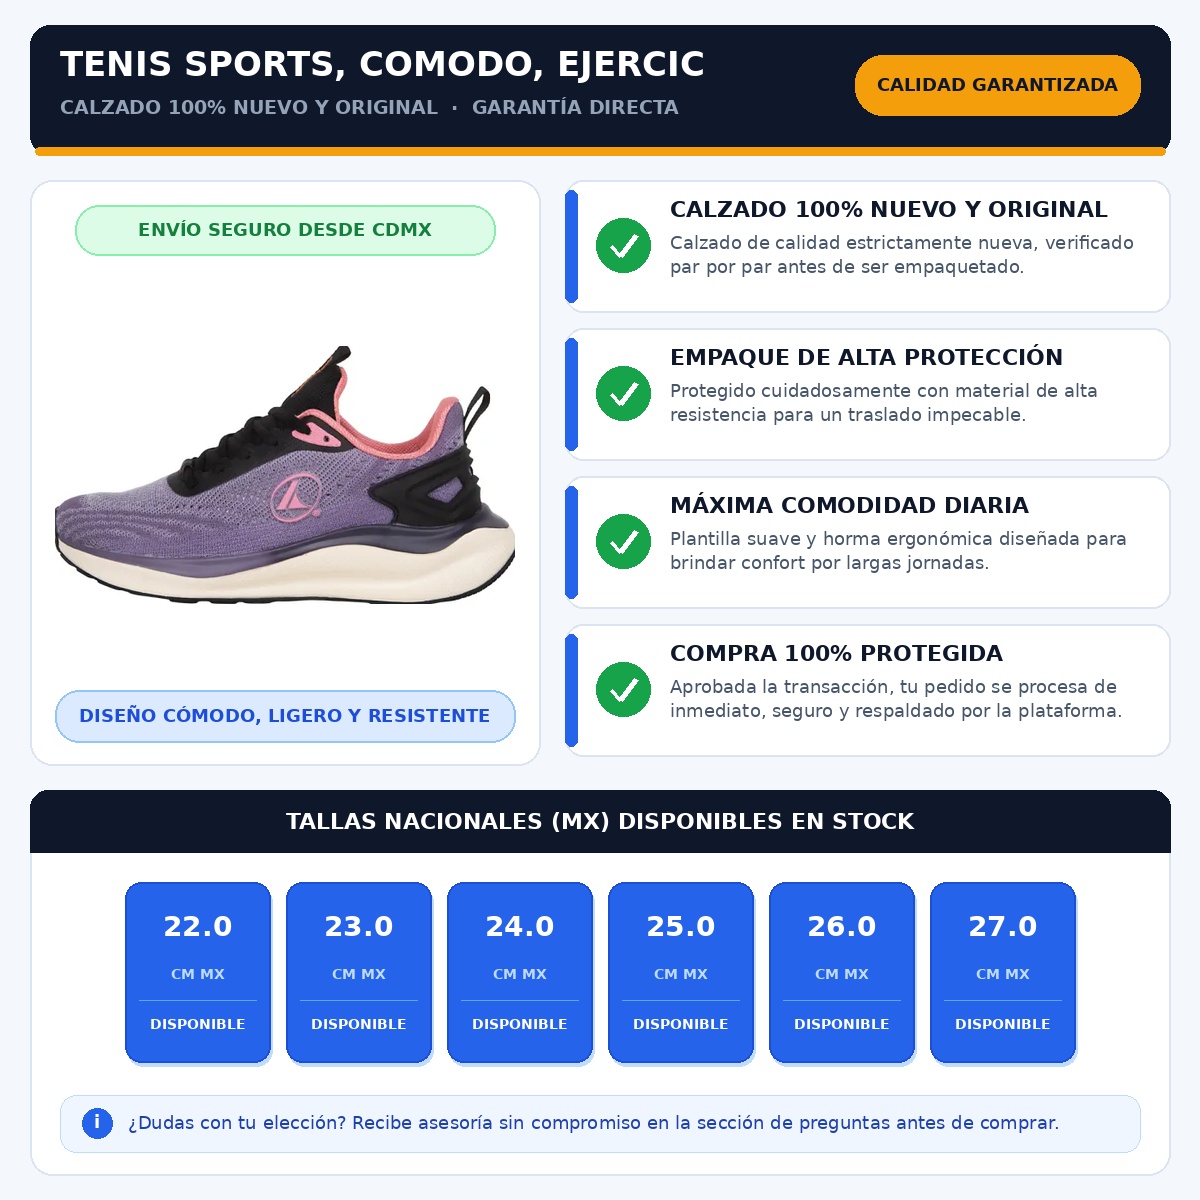 TENIS SPORTS, COMODO, EJERCIC
CALZADO 100% NUEVO Y ORIGINAL · GARANTÍA DIRECTA
CALIDAD GARANTIZADA
ENVÍO SEGURO DESDE CDMX
DISEÑO CÓMODO, LIGERO Y RESISTENTE
CALZADO 100% NUEVO Y ORIGINAL
Calzado de calidad estrictamente nueva, verificado
par por par antes de ser empaquetado.
EMPAQUE DE ALTA PROTECCIÓN
Protegido cuidadosamente con material de alta
resistencia para un traslado impecable.
MÁXIMA COMODIDAD DIARIA
Plantilla suave y horma ergonómica diseñada para
brindar confort por largas jornadas.
COMPRA 100% PROTEGIDA
Aprobada la transacción, tu pedido se procesa de
inmediato, seguro y respaldado por la plataforma.
TALLAS NACIONALES (MX) DISPONIBLES EN STOCK
22.0
CM MX
DISPONIBLE
23.0
CM MX
DISPONIBLE
24.0
CM MX
DISPONIBLE
25.0
CM MX
DISPONIBLE
26.0
CM MX
DISPONIBLE
27.0
CM MX
DISPONIBLE
i ¿Dudas con tu elección? Recibe asesoría sin compromiso en la sección de preguntas antes de comprar.